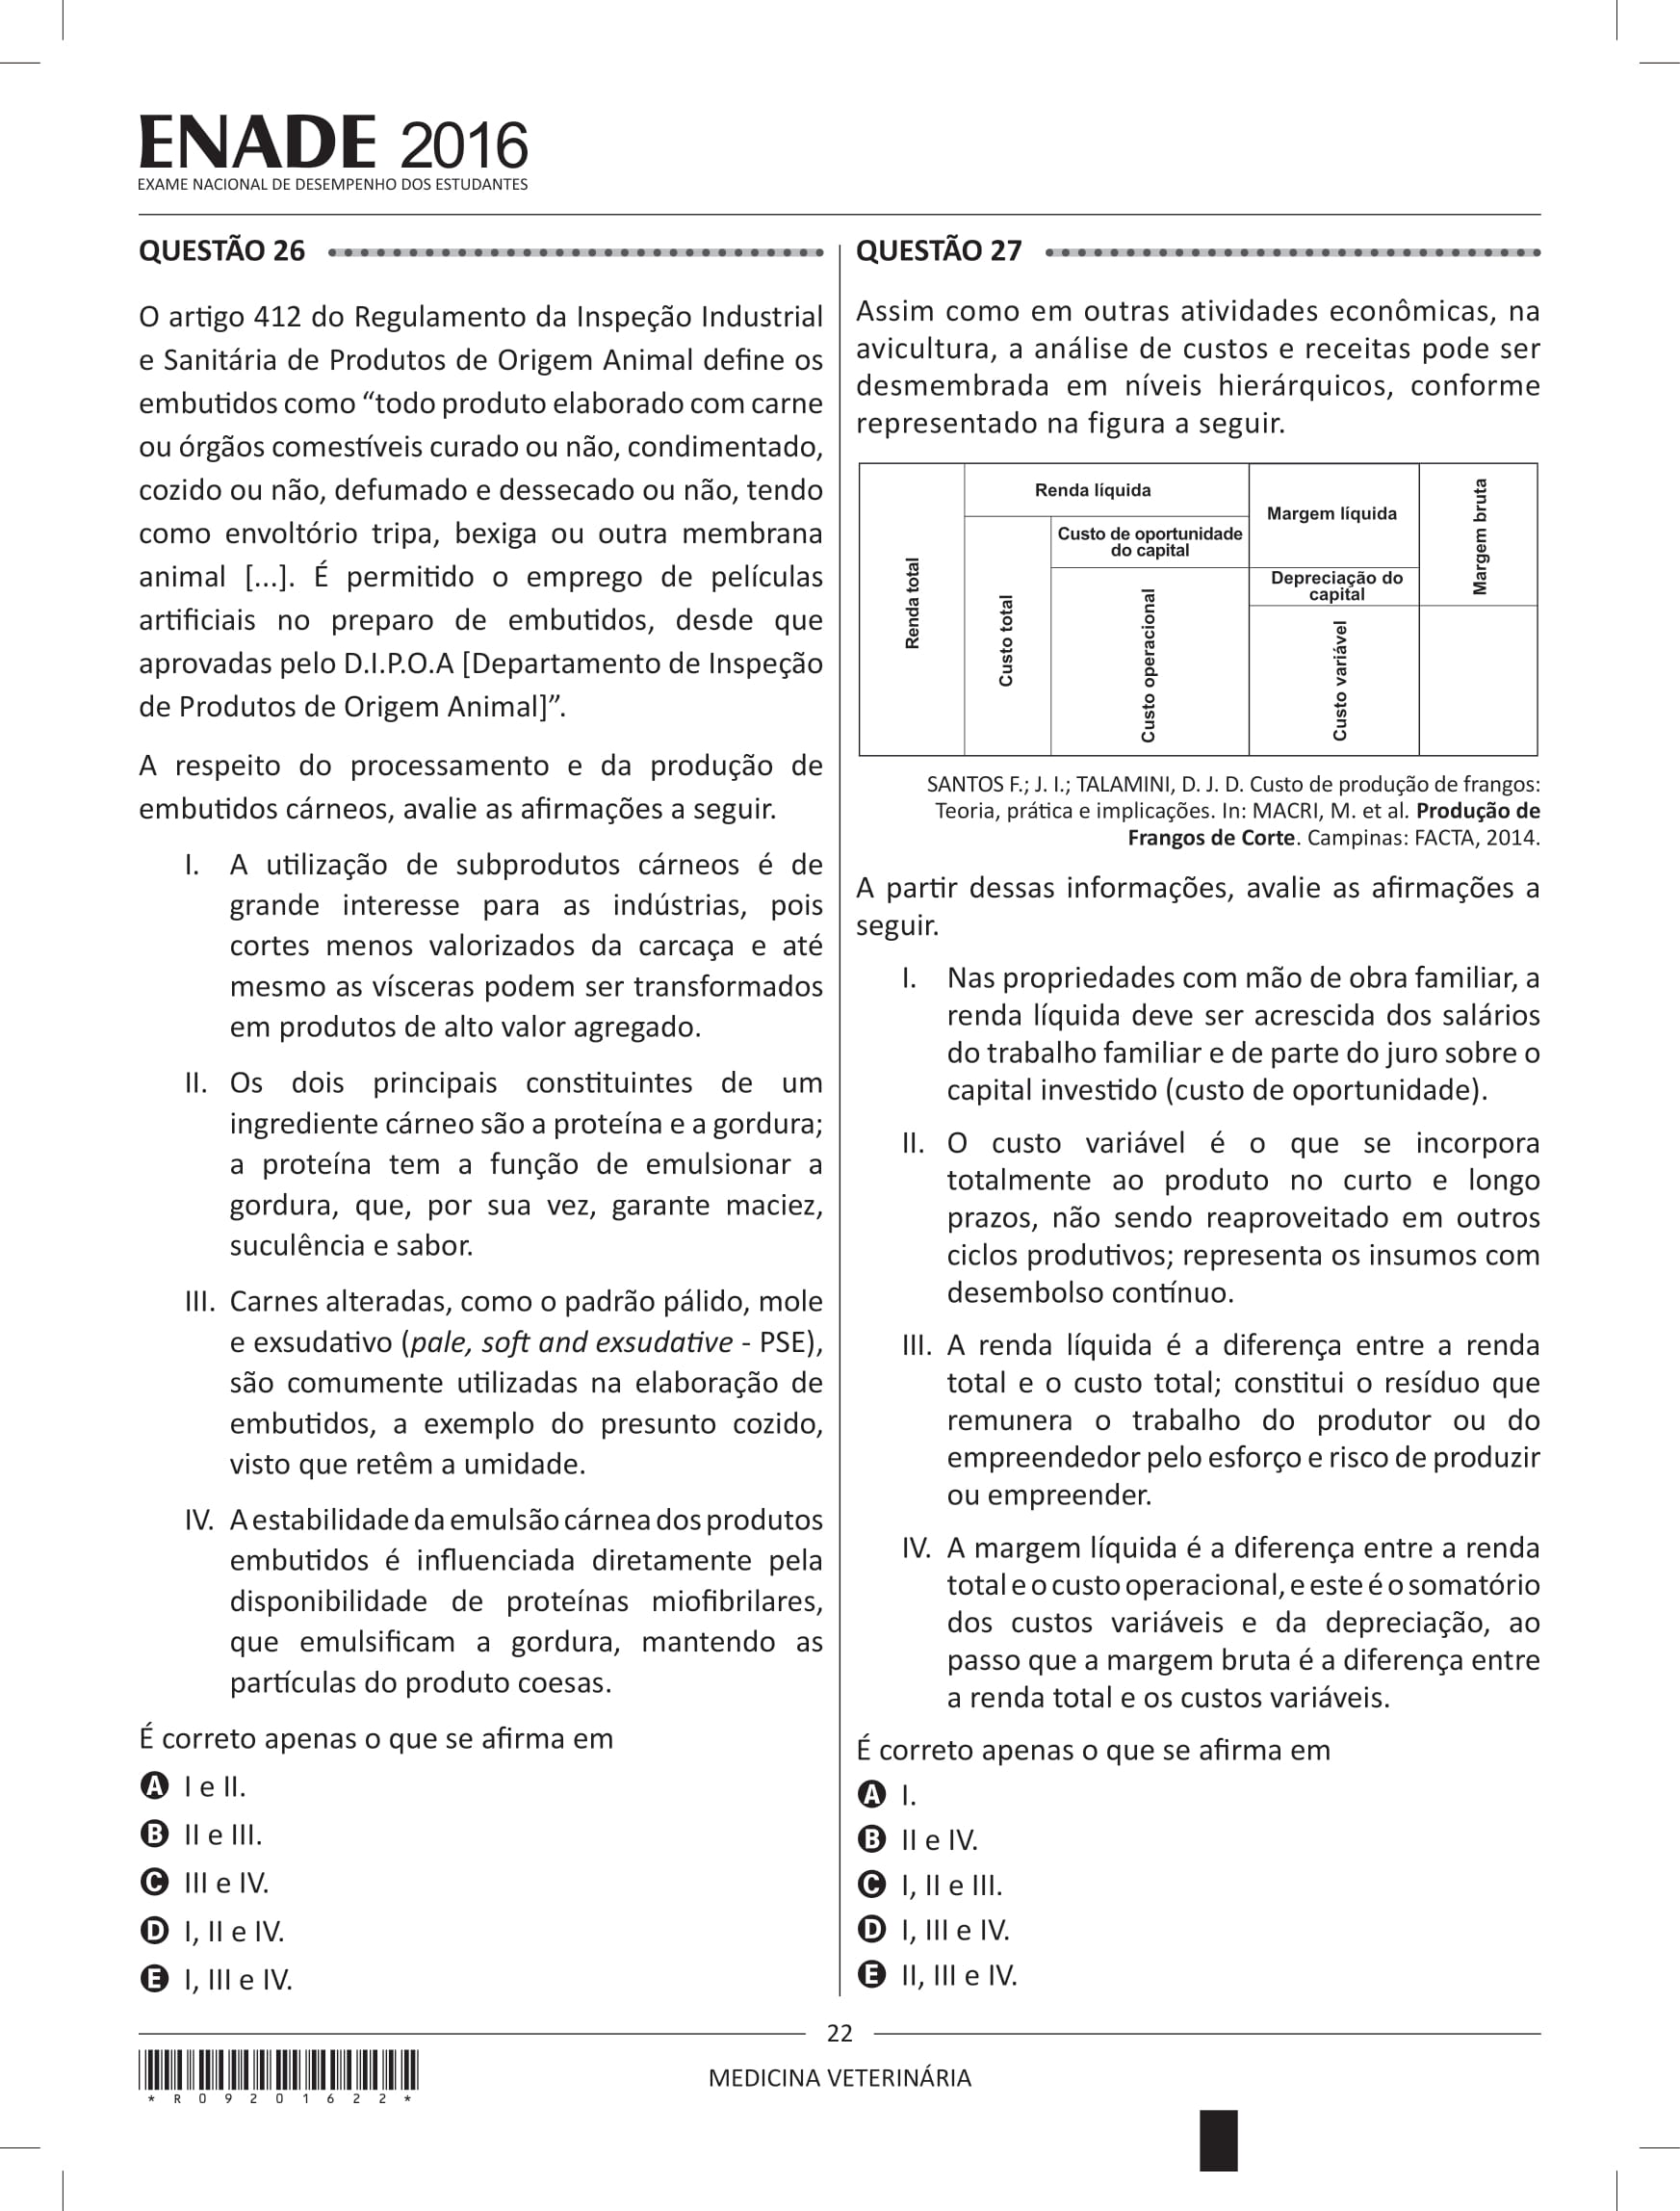 ENADE 2016
EXAME NACIONAL DE DESEMPENHO DOS ESTUDANTES
QUESTÃO 26
O artigo 412 do Regulamento da Inspeção Industrial
e Sanitária de Produtos de Origem Animal define os
embutidos como “todo produto elaborado com carne
ou órgãos comestíveis curado ou não, condimentado,
cozido ou não, defumado e dessecado ou não, tendo
como envoltório tripa, bexiga ou outra membrana
animal [...]. É permitido o emprego de películas
artificiais no preparo de embutidos, desde que
aprovadas pelo D.I.P.O.A [Departamento de Inspeção
de Produtos de Origem Animal]”.
A respeito do processamento e da produção de
embutidos cárneos, avalie as afirmações a seguir.
I. A utilização de subprodutos cárneos é de
grande interesse para as indústrias, pois
cortes menos valorizados da carcaça e até
mesmo as vísceras podem ser transformados
em produtos de alto valor agregado.
II. Os dois principais constituintes de um
ingrediente cárneo são a proteína e a gordura;
a proteína tem a função de emulsionar a
gordura, que, por sua vez, garante maciez,
suculência e sabor.
III. Carnes alteradas, como o padrão pálido, mole
e exsudativo (pale, soft and exsudative - PSE),
são comumente utilizadas na elaboração de
embutidos, a exemplo do presunto cozido,
visto que retêm a umidade.
IV. A estabilidade da emulsão cárnea dos produtos
embutidos é influenciada diretamente pela
disponibilidade de proteínas miofibrilares,
que emulsificam a gordura, mantendo as
partículas do produto coesas.
É correto apenas o que se afirma em
A I e II.
B II e III.
C III e IV.
D I, II e IV.
E I, III e IV.
QUESTÃO 27
Assim como em outras atividades econômicas, na
avicultura, a análise de custos e receitas pode ser
desmembrada em níveis hierárquicos, conforme
representado na figura a seguir.
Renda total
Renda líquida
Custo total
Custo de oportunidade
do capital
Custo operacional
Margem líquida
Depreciação do
capital
Custo variável
Margem bruta
SANTOS F.; J. I.; TALAMINI, D. J. D. Custo de produção de frangos:
Teoria, prática e implicações. In: MACRI, M. et al. Produção de
Frangos de Corte. Campinas: FACTA, 2014.
A partir dessas informações, avalie as afirmações a
seguir.
I. Nas propriedades com mão de obra familiar, a
renda líquida deve ser acrescida dos salários
do trabalho familiar e de parte do juro sobre o
capital investido (custo de oportunidade).
II. O custo variável é o que se incorpora
totalmente ao produto no curto e longo
prazos, não sendo reaproveitado em outros
ciclos produtivos; representa os insumos com
desembolso contínuo.
III. A renda líquida é a diferença entre a renda
total e o custo total; constitui o resíduo que
remunera o trabalho do produtor ou do
empreendedor pelo esforço e risco de produzir
ou empreender.
IV. A margem líquida é a diferença entre a renda
total e o custo operacional, e este é o somatório
dos custos variáveis e da depreciação, ao
passo que a margem bruta é a diferença entre
a renda total e os custos variáveis.
É correto apenas o que se afirma em
A I.
B II e IV.
C I, II e III.
D I, III e IV.
E II, III e IV.
22
MEDICINA VETERINÁRIA
* R 0 9 2 0 1 6 2 2 *